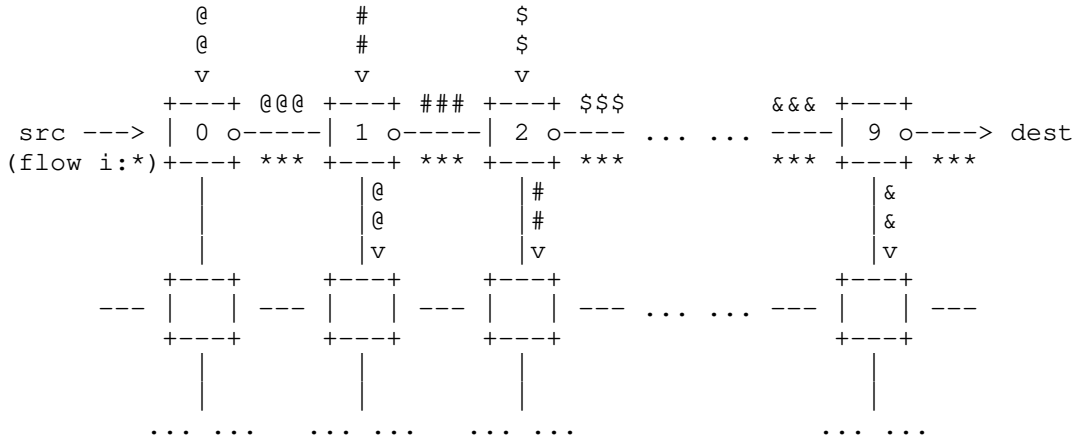 @           #           $
              @           #           $
              v           v           v
            +---+  @@@  +---+  ###  +---+  $$$           &&&  +---+
 src --->   | 0 o-------| 1 o-------| 2 o----  ... ...  ------| 9 o----> dest
(flow i:*)  +---+  ***  +---+  ***  +---+  ***           ***  +---+  ***
              |           |@          |#                        |&
              |           |@          |#                        |&
              |           |v          |v                        |v
            +---+       +---+       +---+                     +---+
       ---  |   |  ---  |   |  ---  |   |  ---  ... ...  ---  |   |  ---
            +---+       +---+       +---+                     +---+
              |           |           |                         |
              |           |           |                         |
              |           |           |                         |
           ... ...     ... ...     ... ...                   ... ...